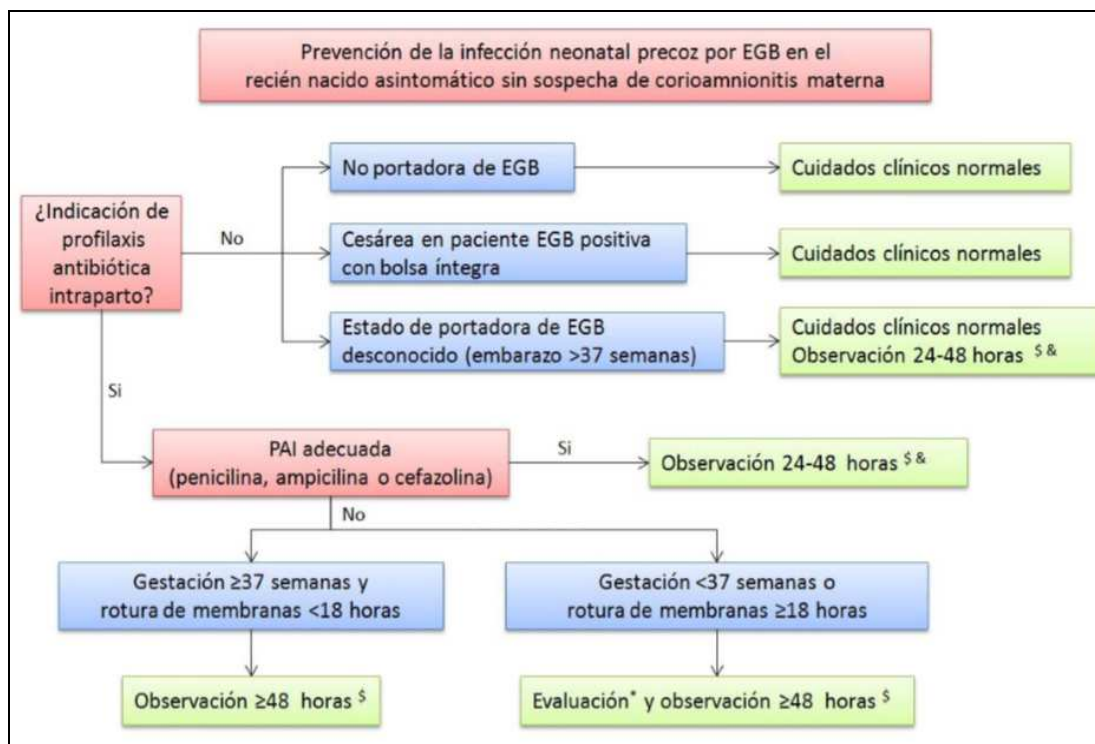 Prevención de la infección neonatal precoz por EGB en el
recién nacido asintomático sin sospecha de corioamnionitis materna
No portadora de EGB
Cuidados clínicos normales
¿Indicación de
profilaxis
antibiótica
intraparto?
No
Cesárea en paciente EGB positiva
con bolsa íntegra
Cuidados clínicos normales
Estado de portadora de EGB
desconocido (embarazo >37 semanas)
Cuidados clínicos normales
Observación 24-48 horas $ &
Si
PAI adecuada
(penicilina, ampicilina o cefazolina)
Si
Observación 24-48 horas $ &
No
Gestación ≥37 semanas y
rotura de membranas <18 horas
Gestación <37 semanas o
rotura de membranas ≥18 horas
Observación ≥48 horas $
Evaluación* y observación ≥48 horas $